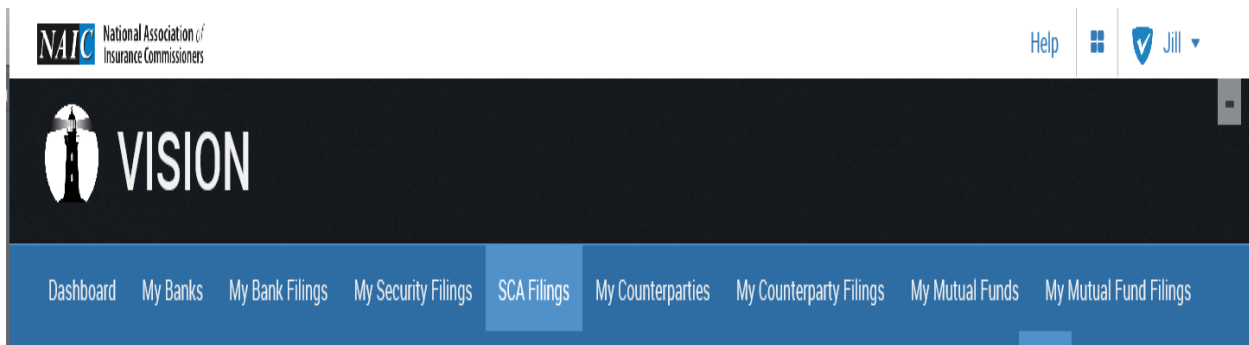 NAIC National Association of
Insurance Commissioners
Help Jill
VISION
Dashboard My Banks My Bank Filings My Security Filings SCA Filings My Counterparties My Counterparty Filings My Mutual Funds My Mutual Fund Filings